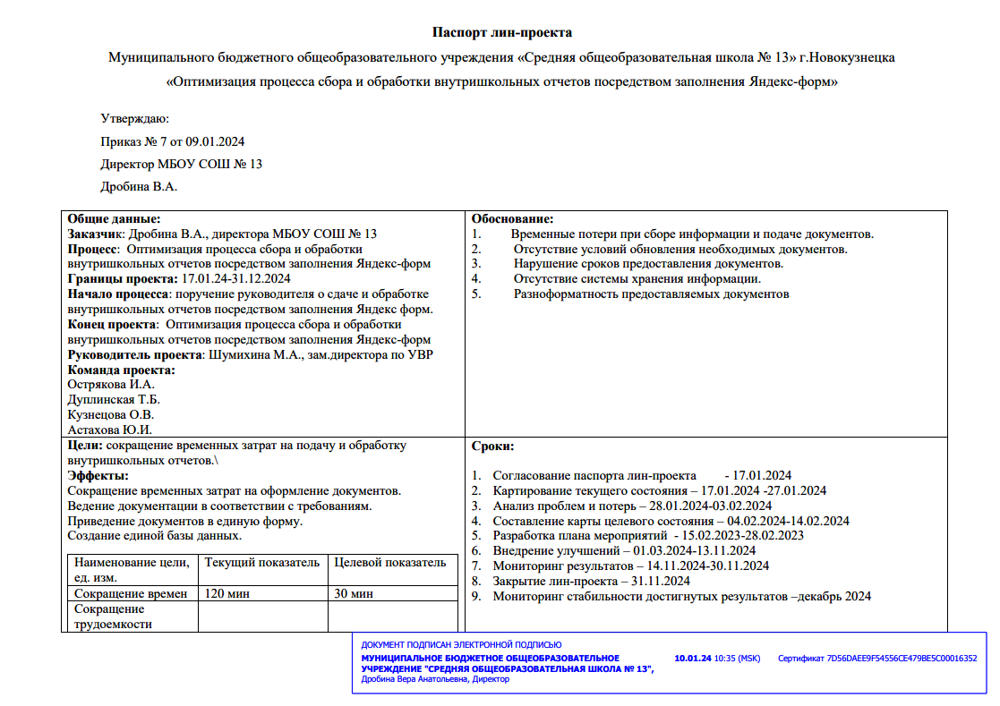 Паспорт лин-проекта
Муниципального бюджетного общеобразовательного учреждения «Средняя общеобразовательная школа № 13» г.Новокузнецка
«Оптимизация процесса сбора и обработки внутришкольных отчетов посредством заполнения Яндекс-форм»
Утверждаю:
Приказ № 7 от 09.01.2024
Директор МБОУ СОШ № 13
Дробина В.А.
Общие данные:
Заказчик: Дробина В.А., директора МБОУ СОШ № 13
Процесс: Оптимизация процесса сбора и обработки
внутришкольных отчетов посредством заполнения Яндекс-форм
Границы проекта: 17.01.24-31.12.2024
Начало процесса: поручение руководителя о сдаче и обработке
внутришкольных отчетов посредством заполнения Яндекс форм.
Конец проекта: Оптимизация процесса сбора и обработки
внутришкольных отчетов посредством заполнения Яндекс-форм
Руководитель проекта: Шумихина М.А., зам.директора по УВР
Команда проекта:
Острякова И.А.
Дуплинская Т.Б.
Кузнецова О.В.
Астахова Ю.И.
Обоснование:
1. Временные потери при сборе информации и подаче документов.
2. Отсутствие условий обновления необходимых документов.
3. Нарушение сроков предоставления документов.
4. Отсутствие системы хранения информации.
5. Разноформатность предоставляемых документов
Цели: сокращение временных затрат на подачу и обработку
внутришкольных отчетов.\
Эффекты:
Сокращение временных затрат на оформление документов.
Ведение документации в соответствии с требованиям.
Приведение документов в единую форму.
Создание единой базы данных.
Наименование цели, ед. изм. Текущий показатель Целевой показатель
Сокращение времен 120 мин 30 мин
Сокращение
трудоемкости
Сроки:
1. Согласование паспорта лин-проекта - 17.01.2024
2. Картирование текущего состояния – 17.01.2024 -27.01.2024
3. Анализ проблем и потерь – 28.01.2024-03.02.2024
4. Составление карты целевого состояния – 04.02.2024-14.02.2024
5. Разработка плана мероприятий - 15.02.2023-28.02.2023
6. Внедрение улучшений – 01.03.2024-13.11.2024
7. Мониторинг результатов – 14.11.2024-30.11.2024
8. Закрытие лин-проекта – 31.11.2024
9. Мониторинг стабильности достигнутых результатов –декабрь 2024
ДОКУМЕНТ ПОДПИСАН ЭЛЕКТРОННОЙ ПОДПИСЬЮ
МУНИЦИПАЛЬНОЕ БЮДЖЕТНОЕ ОБЩЕОБРАЗОВАТЕЛЬНОЕ
УЧРЕЖДЕНИЕ "СРЕДНЯЯ ОБЩЕОБРАЗОВАТЕЛЬНАЯ ШКОЛА № 13",
Дробина Вера Анатольевна, Директор
10.01.24 10:35 (MSK) Сертификат 7D56DAEE9F54556CE479BE5C00016352